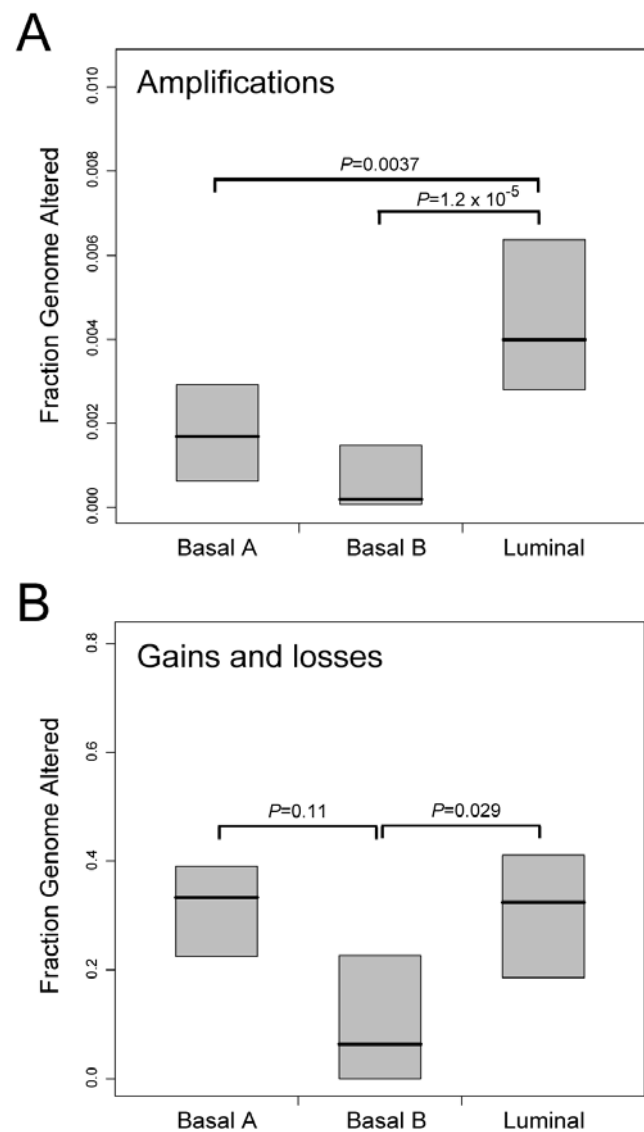 A
Amplifications
Fraction Genome Altered
0.010
0.008
0.006
0.004
0.002
0.000
P=0.0037
P=1.2 x 10^-5
Basal A Basal B Luminal
B
Gains and losses
Fraction Genome Altered
0.8
0.6
0.4
0.2
0.0
P=0.11 P=0.029
Basal A Basal B Luminal